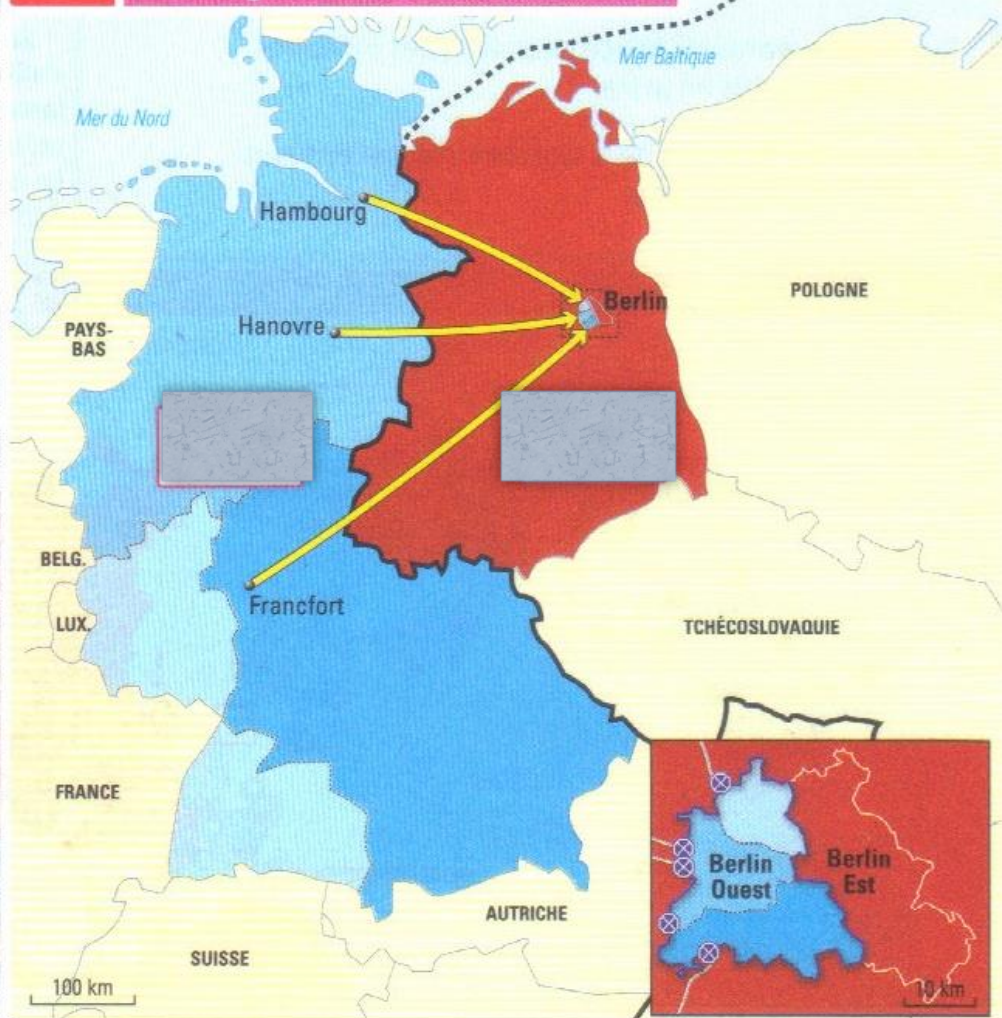 Mer Baltique
Mer du Nord
Hambourg
Berlin
POLOGNE
Hanovre
PAYS-
BAS
BELG.
Francfort
LUX.
TCHÉCOSLOVAQUIE
FRANCE
Berlin
Ouest
Berlin
Est
AUTRICHE
SUISSE
100 km
10 km